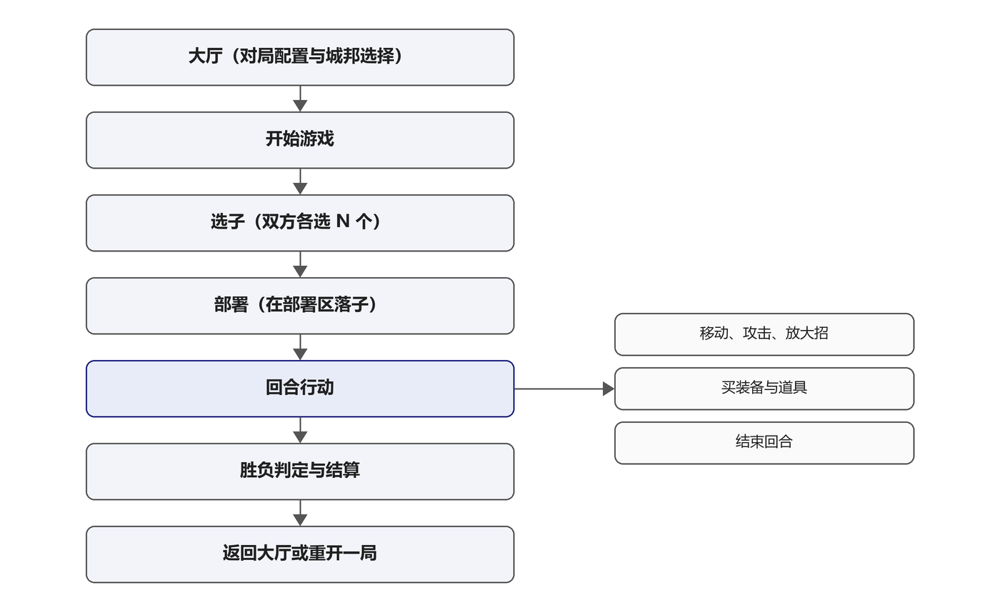 大厅（对局配置与城邦选择）
开始游戏
选子（双方各选 N 个）
部署（在部署区落子）
回合行动
移动、攻击、放大招
买装备与道具
结束回合
胜负判定与结算
返回大厅或重开一局